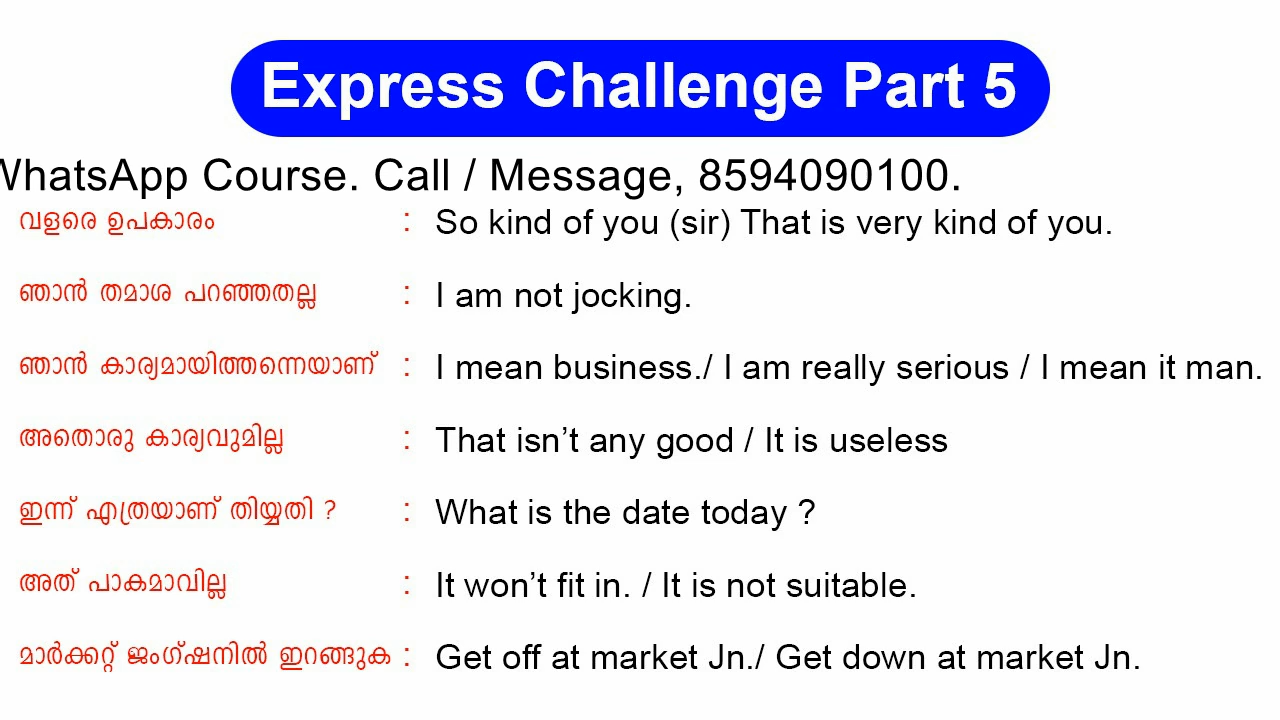 Express Challenge Part 5
WhatsApp Course. Call / Message, 8594090100.
വളരെ ഉപകാരം : So kind of you (sir) That is very kind of you.
ഞാൻ തമാശ പറഞ്ഞതല്ല : I am not jocking.
ഞാൻ കാര്യമായിത്തന്നെയാണ് : I mean business./ I am really serious / I mean it man.
അതൊരു കാര്യവുമില്ല : That isn’t any good / It is useless
ഇന്ന് എത്രയാണ് തിയ്യതി ? : What is the date today ?
അത് പാകമാവില്ല : It won’t fit in. / It is not suitable.
മാർക്കറ്റ് ജംഗ്ഷനിൽ ഇറങ്ങുക : Get off at market Jn./ Get down at market Jn.